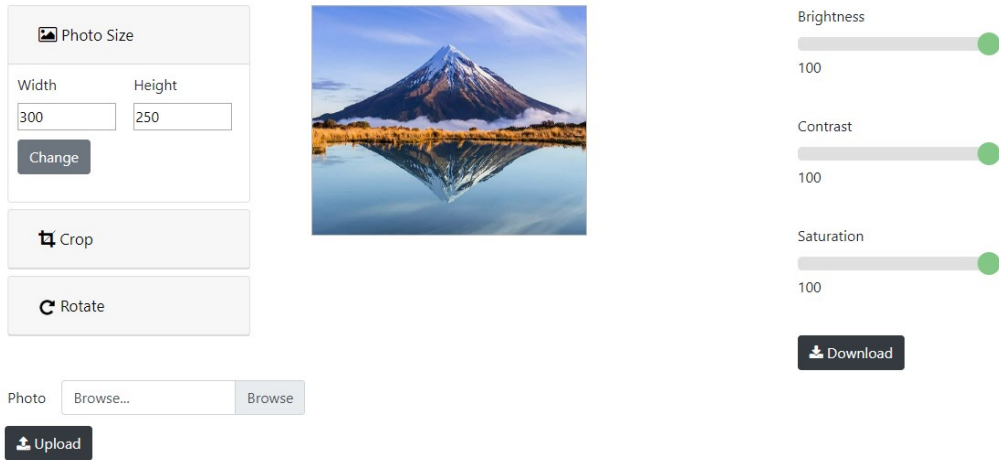 Photo Size
Width
Height
300
250
Change
Crop
Rotate
Photo
Browse...
Browse
Upload
Brightness
100
Contrast
100
Saturation
100
Download